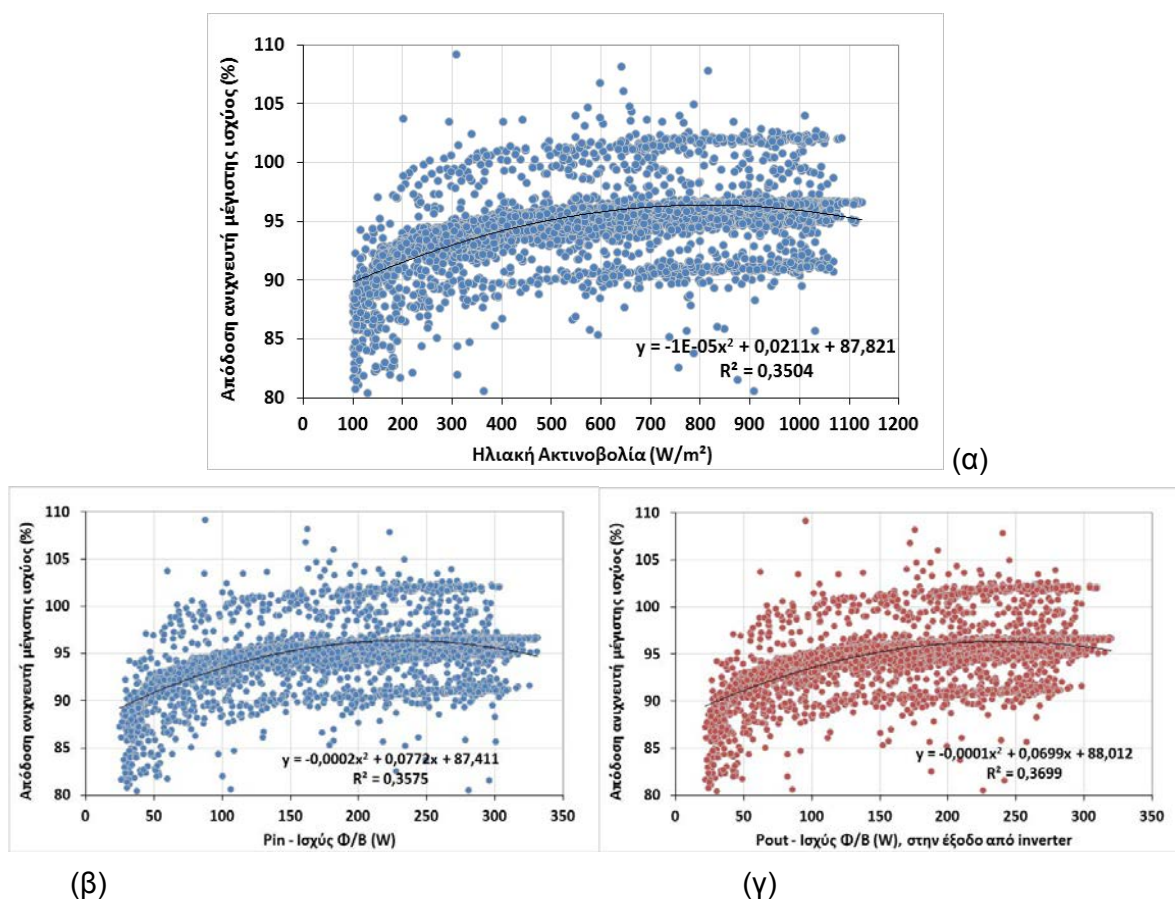 Απόδοση ανιχνευτή μέγιστης ισχύος (%)
110
105
100
95
90
85
80
y = -1E-05x² + 0,0211x + 87,821
R² = 0,3504
0 100 200 300 400 500 600 700 800 900 1000 1100 1200
Ηλιακή Ακτινοβολία (W/m²)
(α)
Απόδοση ανιχνευτή μέγιστης ισχύος (%)
110
105
100
95
90
85
80
y = -0,0002x² + 0,0772x + 87,411
R² = 0,3575
0 50 100 150 200 250 300 350
Pin - Ισχύς Φ/Β (W)
(β)
Απόδοση ανιχνευτή μέγιστης ισχύος (%)
110
105
100
95
90
85
80
y = -0,0001x² + 0,0699x + 88,012
R² = 0,3699
0 50 100 150 200 250 300 350
Pout - Ισχύς Φ/Β (W), στην έξοδο από inverter
(γ)